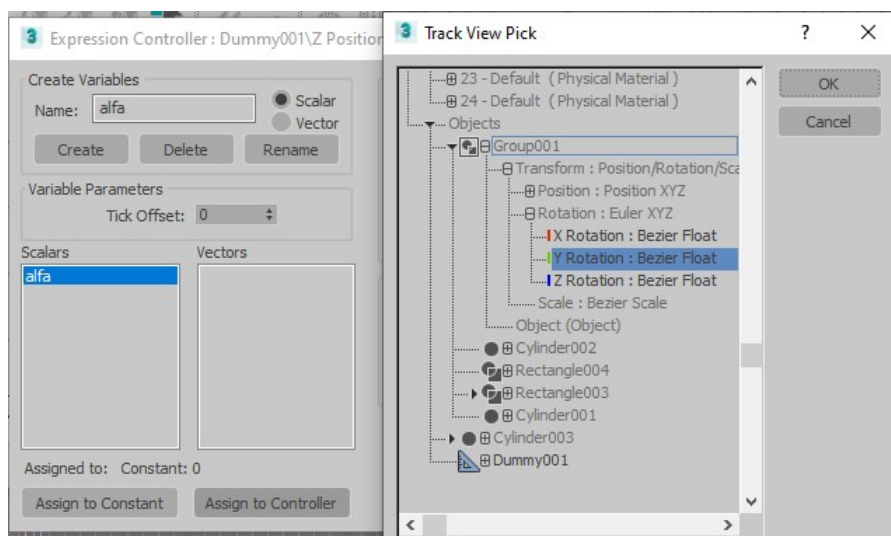 3 Expression Controller : Dummy001\Z Position
Create Variables
Name: alfa
Scalar
Vector
Create Delete Rename
Variable Parameters
Tick Offset: 0
Scalars Vectors
alfa
Assigned to: Constant: 0
Assign to Constant Assign to Controller
3 Track View Pick ? X
23 - Default ( Physical Material )
24 - Default ( Physical Material )
Objects
Group001
Transform : Position/Rotation/Sca
Position : Position XYZ
Rotation : Euler XYZ
X Rotation : Bezier Float
Y Rotation : Bezier Float
Z Rotation : Bezier Float
Scale : Bezier Scale
Object (Object)
Cylinder002
Rectangle004
Rectangle003
Cylinder001
Cylinder003
Dummy001
OK
Cancel